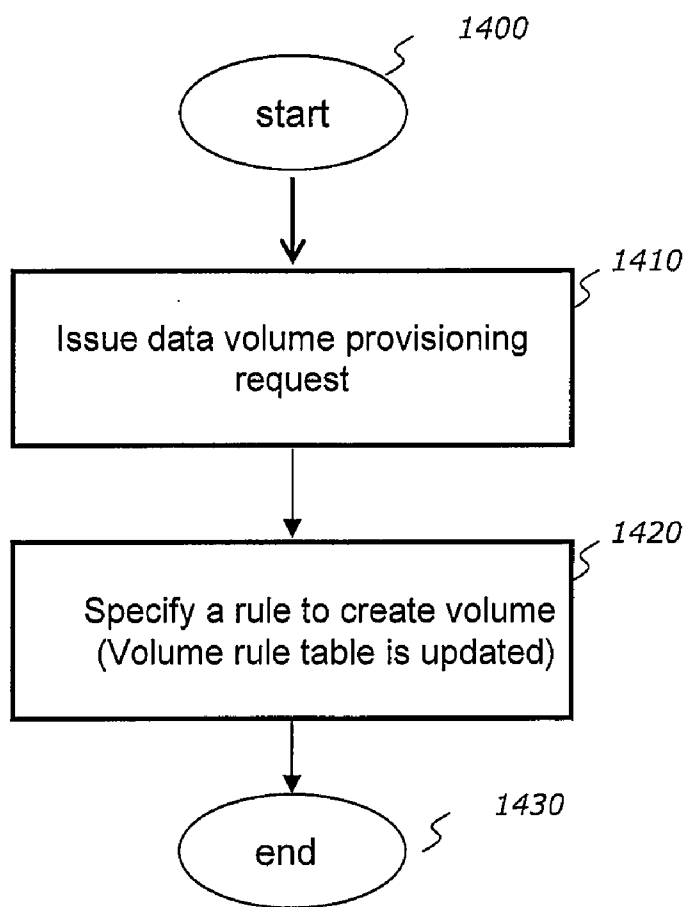 1400
start
1410
Issue data volume provisioning
request
1420
Specify a rule to create volume
(Volume rule table is updated)
1430
end